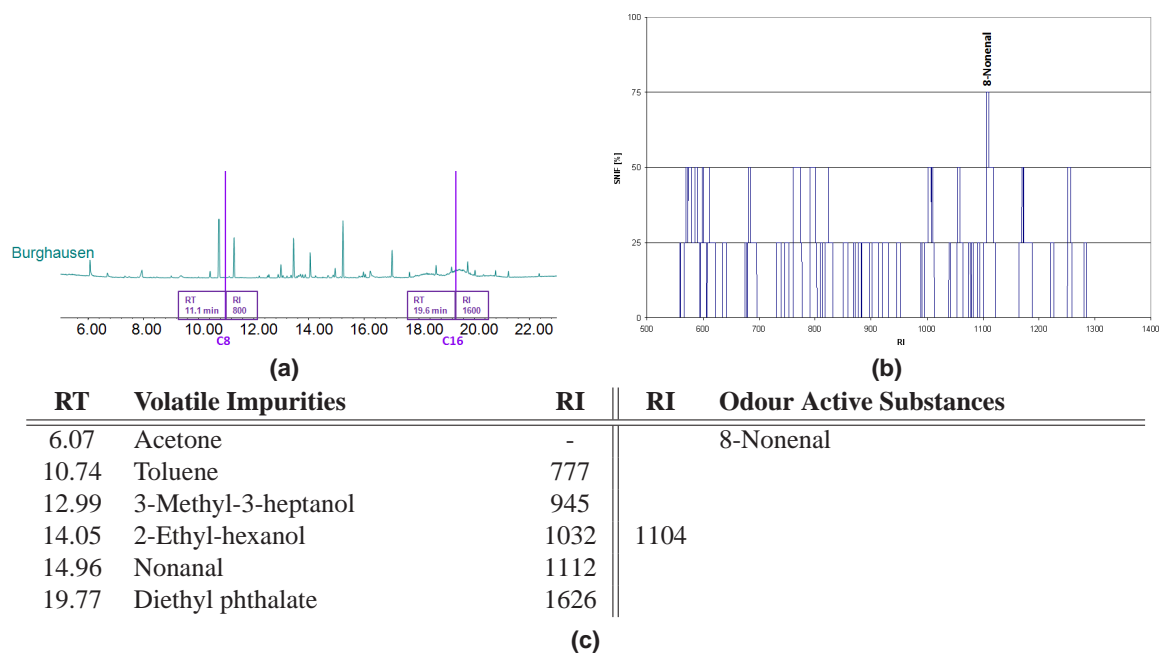 Burghausen
RT
11.1 min
RI
800
RT
19.6 min
RI
1600
6.00 8.00 10.00 12.00 14.00 16.00 18.00 20.00 22.00
C8 C16
(a)
100
75
50
25
0
SNIF [%]
8-Nonenal
500 600 700 800 900 1000 1100 1200 1300 1400
RI
(b)
RT Volatile Impurities RI RI Odour Active Substances
6.07 Acetone - 8-Nonenal
10.74 Toluene 777
12.99 3-Methyl-3-heptanol 945
14.05 2-Ethyl-hexanol 1032 1104
14.96 Nonanal 1112
19.77 Diethyl phthalate 1626
(c)